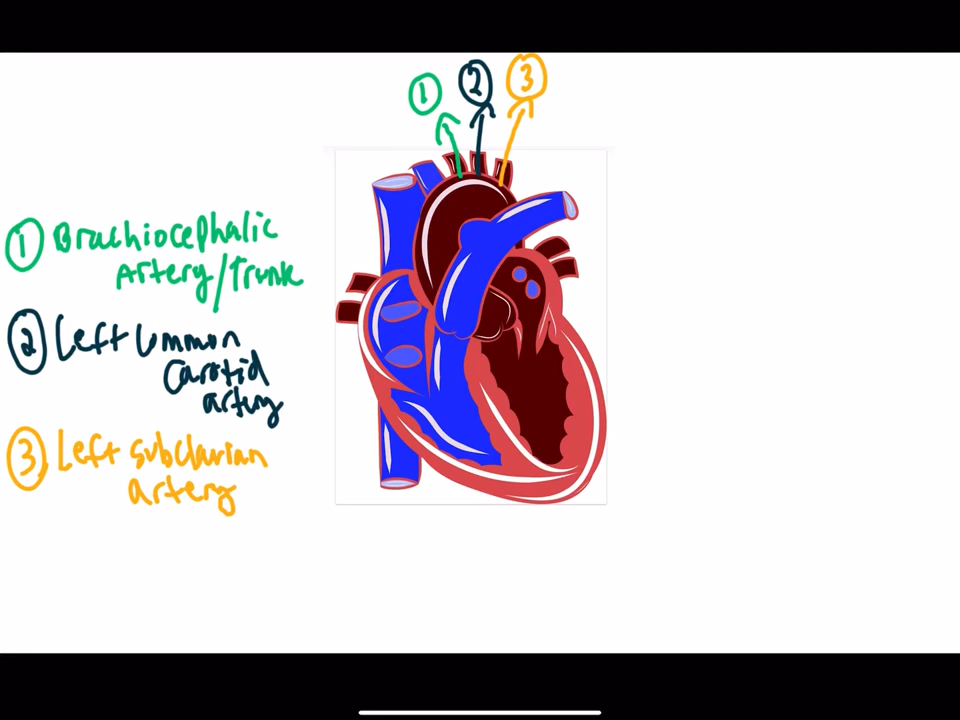 1 2 3
1 Brachiocephalic
Artery/Trunk
2 Left Common
Carotid
artery
3 Left subclavian
artery